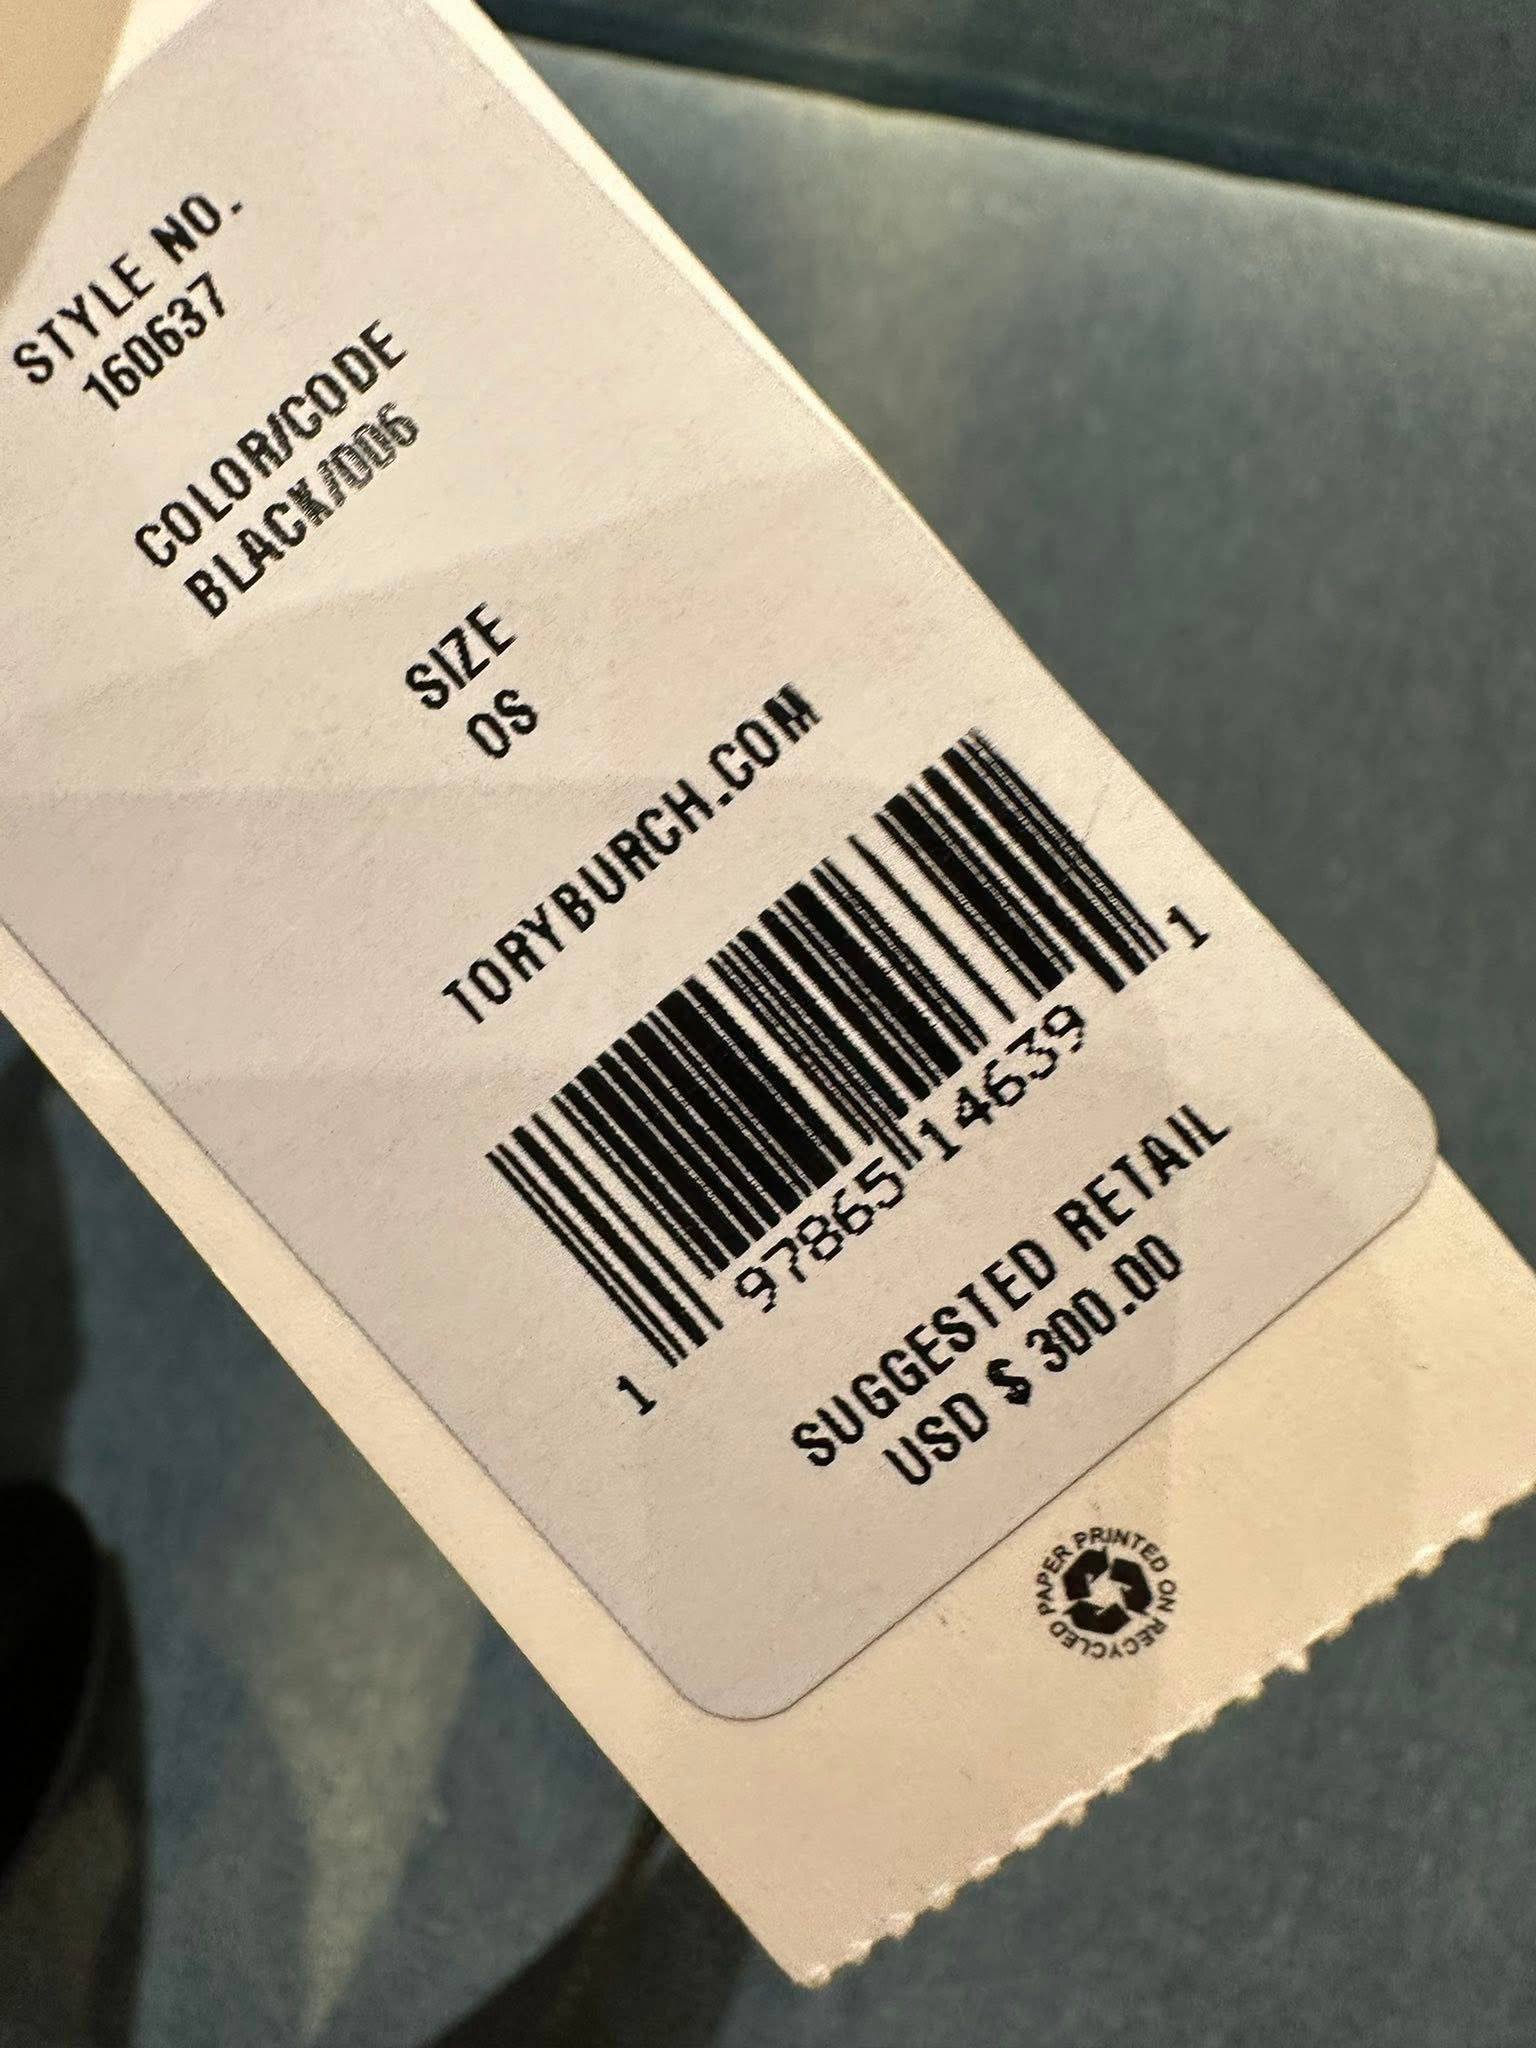 STYLE NO.
160637
COLOR/CODE
BLACK/006
SIZE
OS
TORYBURCH.COM
1 97865 14639 1
SUGGESTED RETAIL
USD $ 300.00
PAPER PRINTED ON RECYCLED